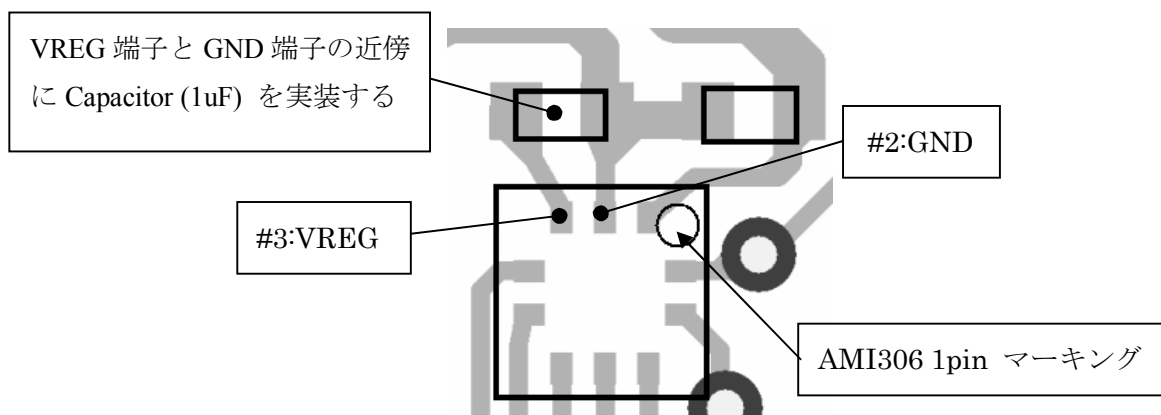 VREG 端子と GND 端子の近傍
に Capacitor (1uF) を実装する
#2:GND
#3:VREG
AMI306 1pin マーキング